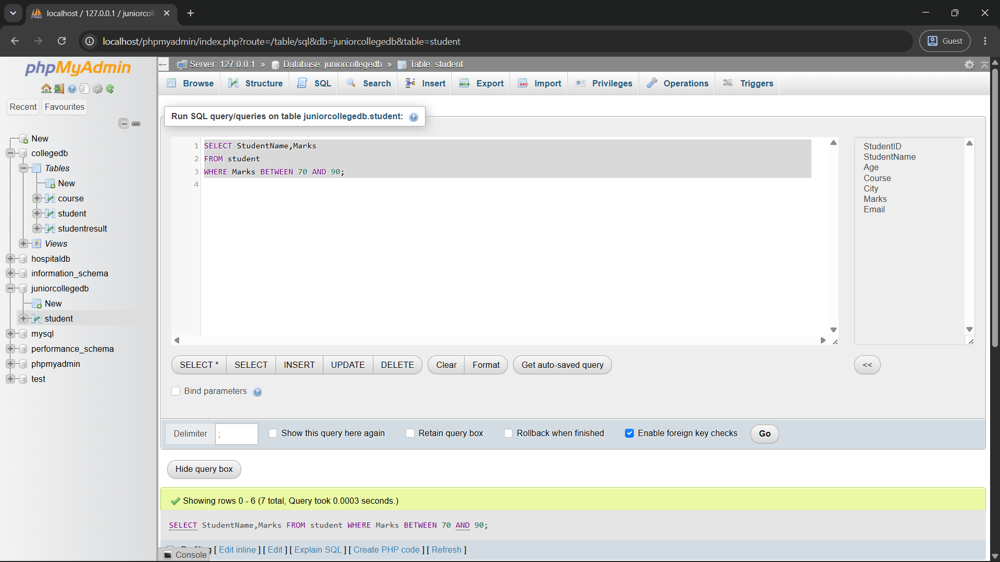 localhost / 127.0.0.1 / juniorcoll
localhost/phpmyadmin/index.php?route=/table/sql&db=juniorcollegedb&table=student
Guest
phpMyAdmin
Recent
Favourites
New
collegedb
Tables
New
course
student
studentresult
Views
hospitaldb
information_schema
juniorcollegedb
New
student
mysql
performance_schema
phpmyadmin
test
Server: 127.0.0.1 » Database: juniorcollegedb » Table: student
Browse
Structure
SQL
Search
Insert
Export
Import
Privileges
Operations
Triggers
Run SQL query/queries on table juniorcollegedb.student:
1 SELECT StudentName,Marks
2 FROM student
3 WHERE Marks BETWEEN 70 AND 90;
4
StudentID
StudentName
Age
Course
City
Marks
Email
SELECT *
SELECT
INSERT
UPDATE
DELETE
Clear
Format
Get auto-saved query
<<
Bind parameters
Delimiter
;
Show this query here again
Retain query box
Rollback when finished
Enable foreign key checks
Go
Hide query box
Showing rows 0 - 6 (7 total, Query took 0.0003 seconds.)
SELECT StudentName,Marks FROM student WHERE Marks BETWEEN 70 AND 90;
[ Edit inline ] [ Edit ] [ Explain SQL ] [ Create PHP code ] [ Refresh ]
Console